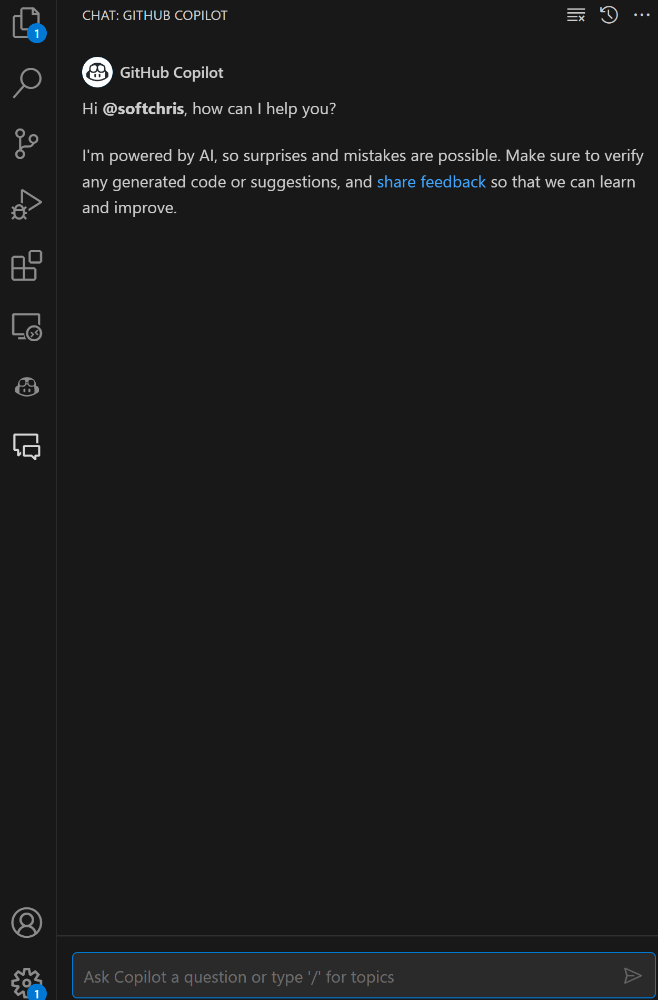 CHAT: GITHUB COPILOT
1
GitHub Copilot
Hi @softchris, how can I help you?
I'm powered by AI, so surprises and mistakes are possible. Make sure to verify
any generated code or suggestions, and share feedback so that we can learn
and improve.
Ask Copilot a question or type '/' for topics
1